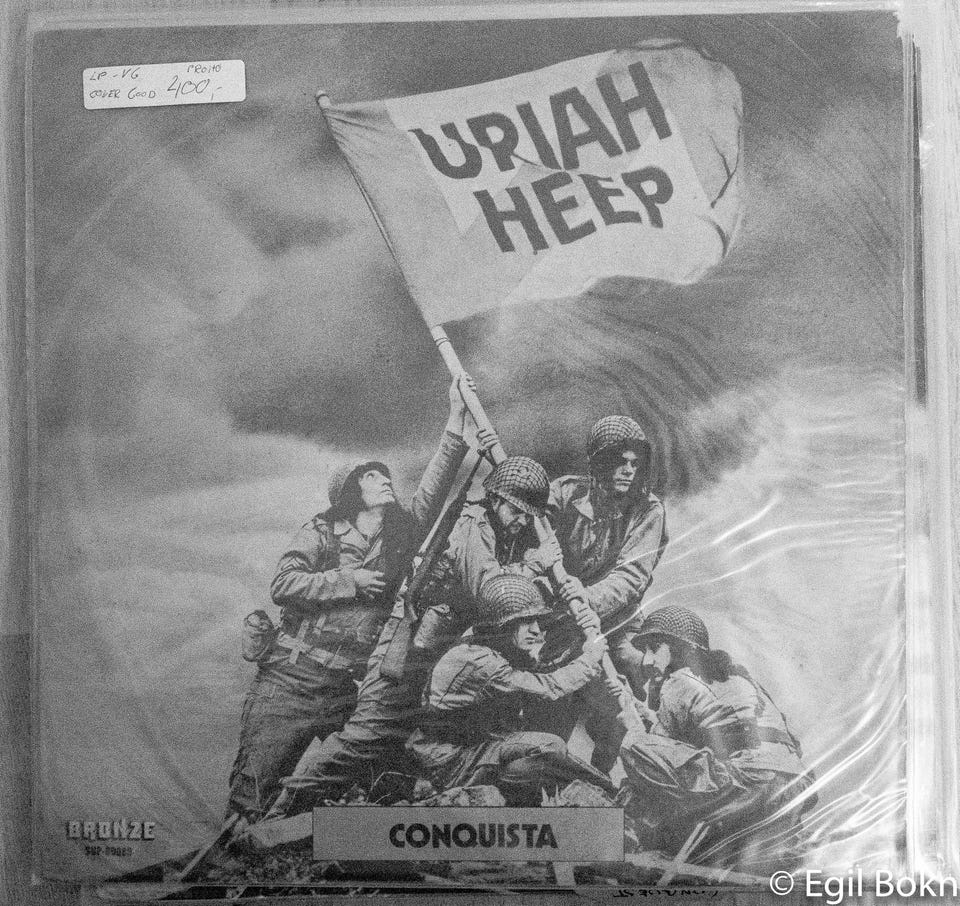 LP - VG PROMO
COVER GOOD 400,-
URIAH
HEEP
CONQUISTA
BRONZE
© Egil Bokn